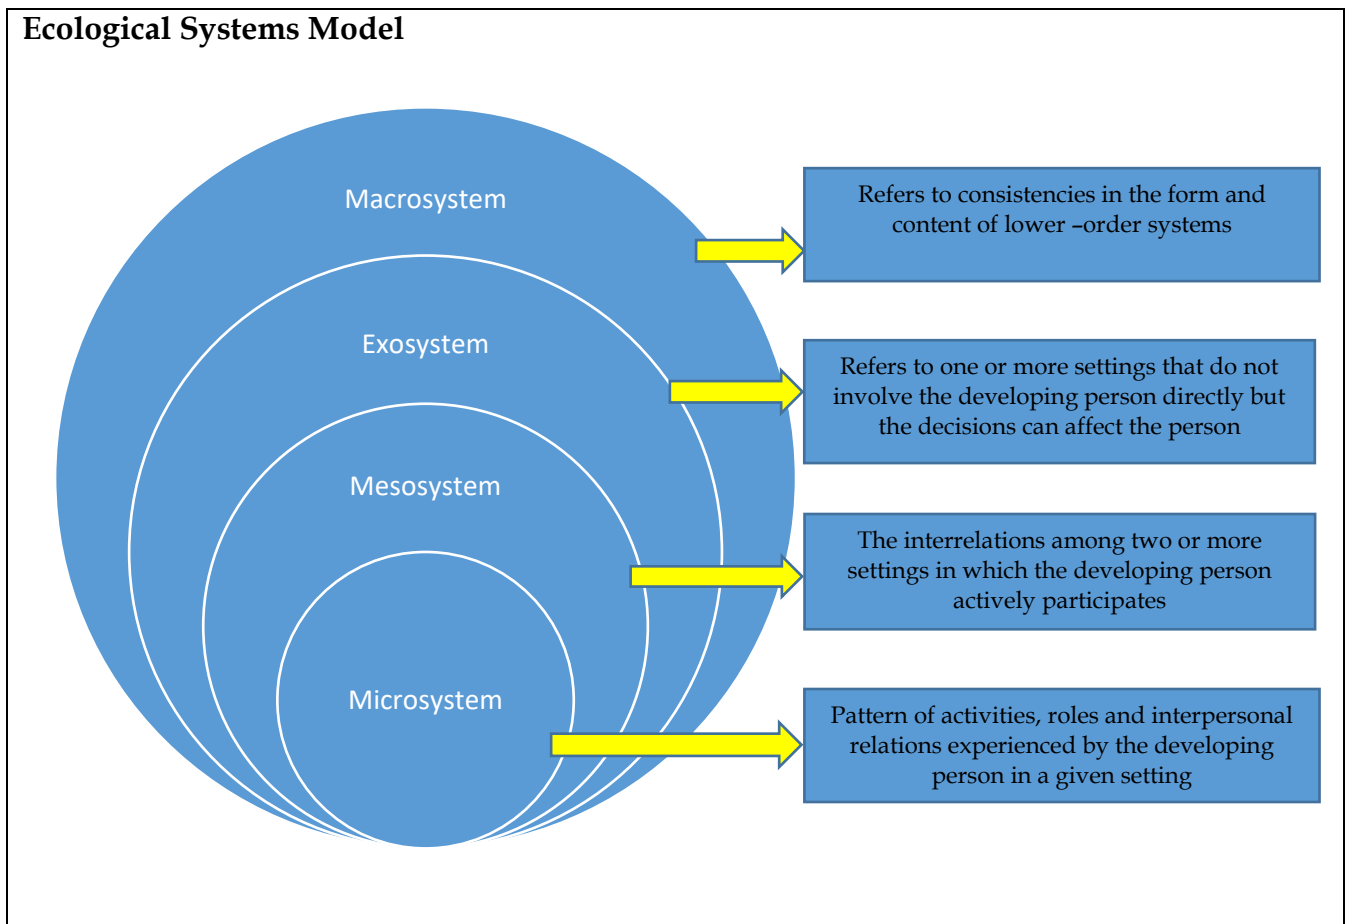 Ecological Systems Model
Macrosystem
Refers to consistencies in the form and
content of lower –order systems
Exosystem
Refers to one or more settings that do not
involve the developing person directly but
the decisions can affect the person
Mesosystem
The interrelations among two or more
settings in which the developing person
actively participates
Microsystem
Pattern of activities, roles and interpersonal
relations experienced by the developing
person in a given setting